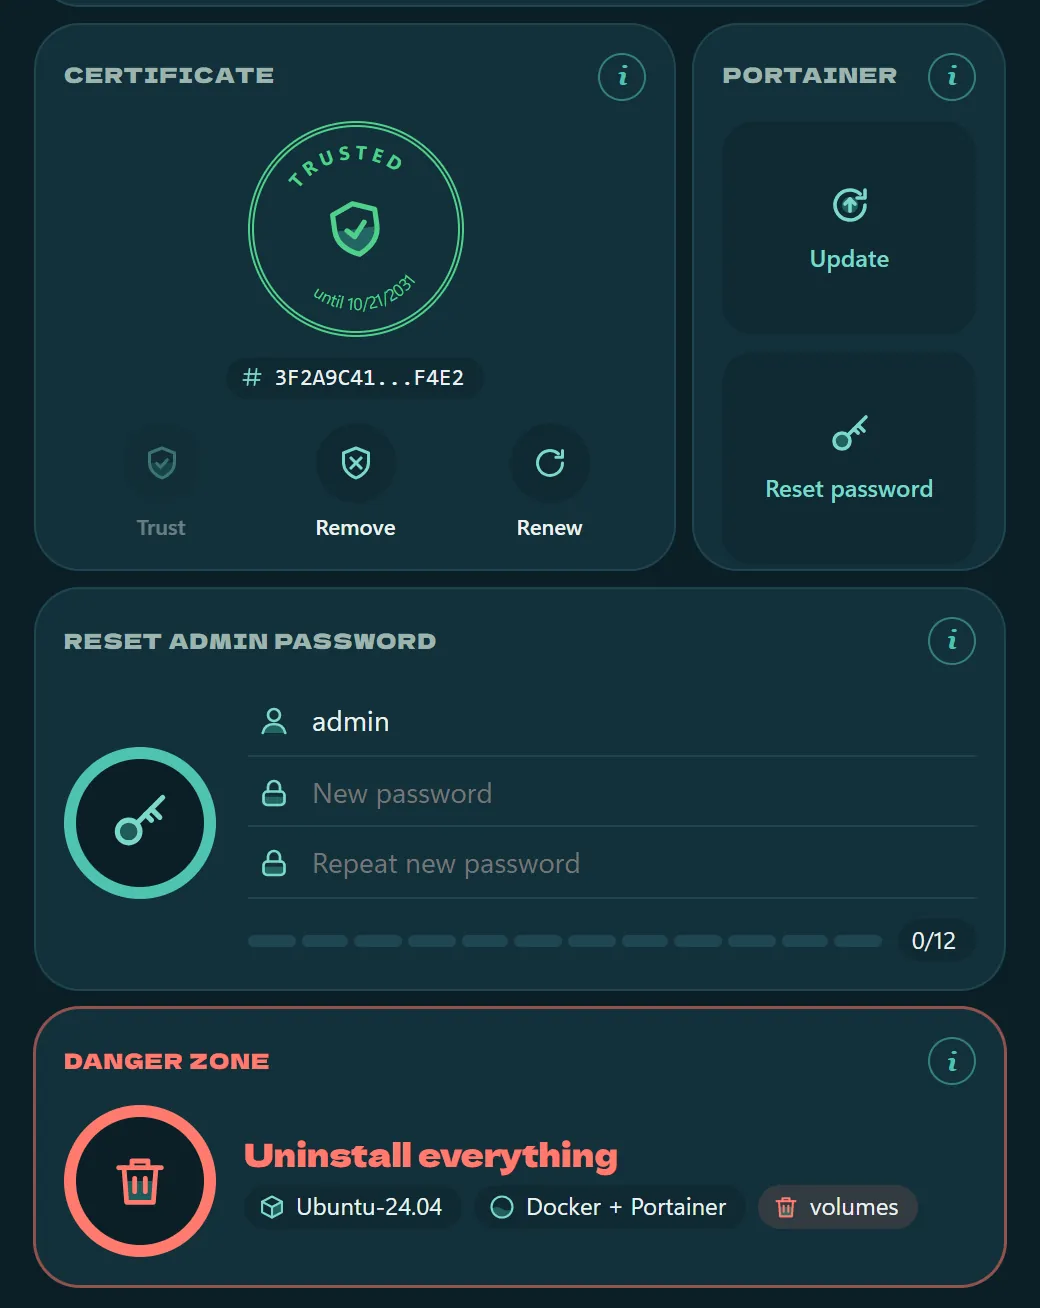 CERTIFICATE
i
TRUSTED
until 10/21/2031
# 3F2A9C41...F4E2
Trust
Remove
Renew
PORTAINER
i
Update
Reset password
RESET ADMIN PASSWORD
i
admin
New password
Repeat new password
0/12
DANGER ZONE
i
Uninstall everything
Ubuntu-24.04
Docker + Portainer
volumes